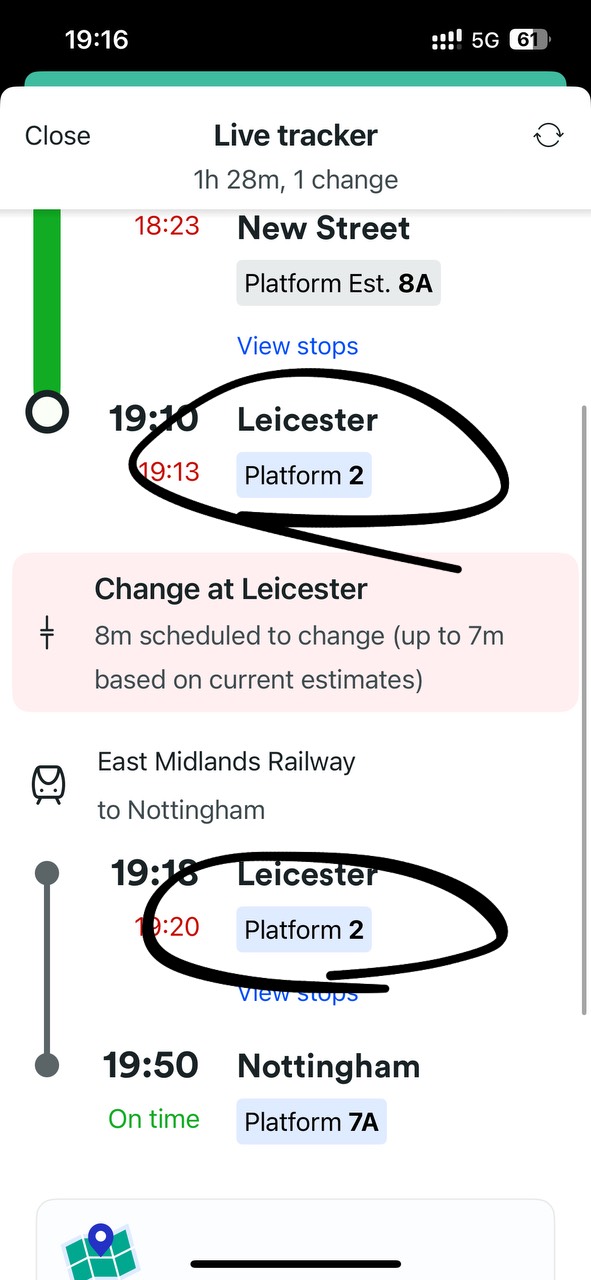 19:16
5G 61
Close
Live tracker
1h 28m, 1 change
18:23
New Street
Platform Est. 8A
View stops
19:10 Leicester
19:13 Platform 2
Change at Leicester
8m scheduled to change (up to 7m
based on current estimates)
East Midlands Railway
to Nottingham
19:18 Leicester
19:20 Platform 2
View stops
19:50 Nottingham
On time Platform 7A